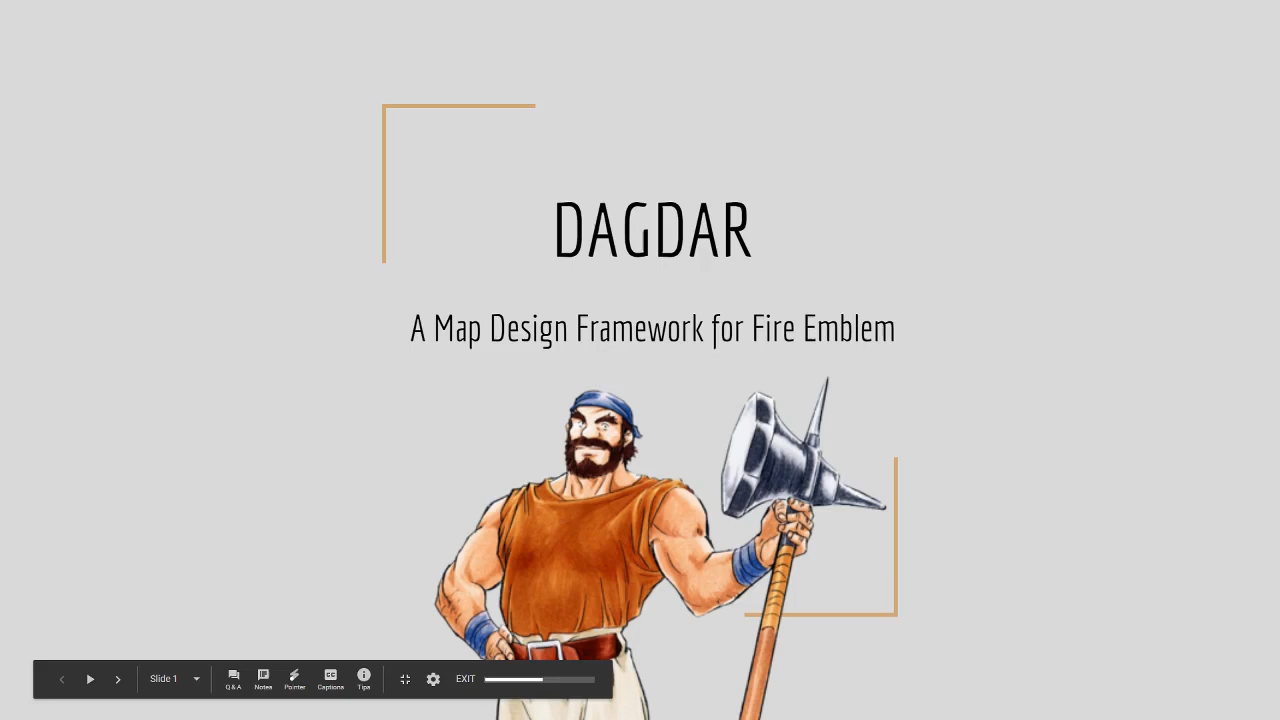 DAGDAR
A Map Design Framework for Fire Emblem
Slide 1
Q & A
Notes
Pointer
Captions
Tips
EXIT